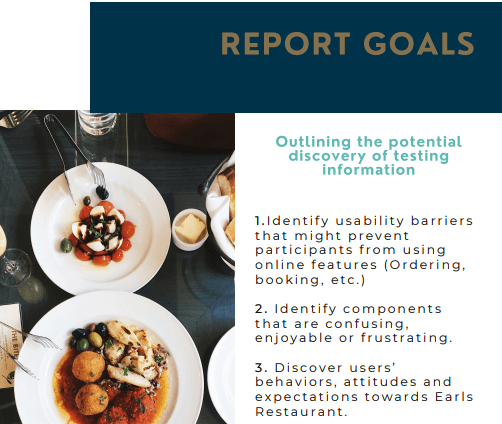 REPORT GOALS
Outlining the potential
discovery of testing
information
1.Identify usability barriers
that might prevent
participants from using
online features (Ordering,
booking, etc.)
2. Identify components
that are confusing,
enjoyable or frustrating.
3. Discover users’
behaviors, attitudes and
expectations towards Earls
Restaurant.